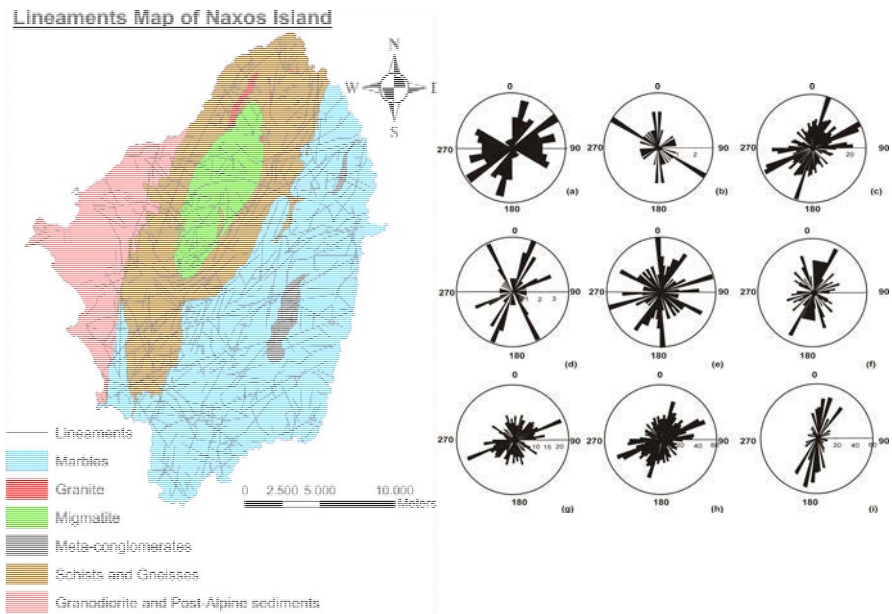 Lineaments Map of Naxos Island
N
W
S
Lineaments
Marbles
Granite
Migmatite
Meta-conglomerates
Schists and Gneisses
Granodiorite and Post-Alpine sediments
0 2.500 5.000 10.000
Meters
0 0 0
270 90 270 90 270 90
1 2 20
(a) (b) (c)
180 180 180
0 0 0
270 90 270 90 270 90
1 2 3
(d) (e) (f)
180 180 180
0 0 0
270 90 270 90 270 90
10 15 20 40 60 20 40 60
(g) (h) (i)
180 180 180